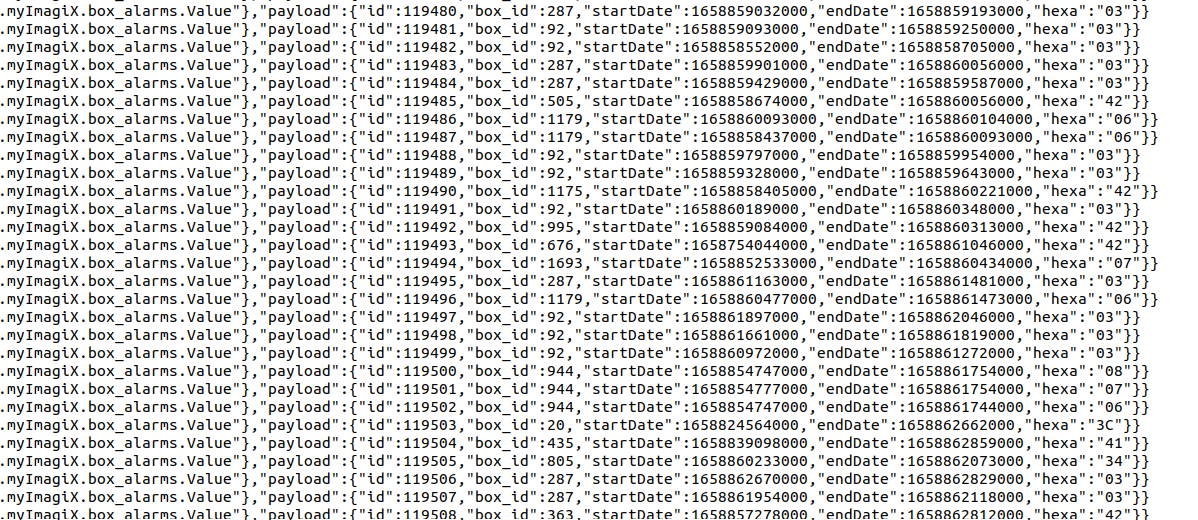 .myImagiX.box_alarms.Value"},"payload":{"id":119480,"box_id":287,"startDate":1658859032000,"endDate":1658859193000,"hexa":"03"}}
.myImagiX.box_alarms.Value"},"payload":{"id":119481,"box_id":92,"startDate":1658859093000,"endDate":1658859250000,"hexa":"03"}}
.myImagiX.box_alarms.Value"},"payload":{"id":119482,"box_id":92,"startDate":1658858552000,"endDate":1658858705000,"hexa":"03"}}
.myImagiX.box_alarms.Value"},"payload":{"id":119483,"box_id":287,"startDate":1658859901000,"endDate":1658860056000,"hexa":"03"}}
.myImagiX.box_alarms.Value"},"payload":{"id":119484,"box_id":287,"startDate":1658859429000,"endDate":1658859587000,"hexa":"03"}}
.myImagiX.box_alarms.Value"},"payload":{"id":119485,"box_id":505,"startDate":1658858674000,"endDate":1658860056000,"hexa":"42"}}
.myImagiX.box_alarms.Value"},"payload":{"id":119486,"box_id":1179,"startDate":1658860093000,"endDate":1658860104000,"hexa":"06"}}
.myImagiX.box_alarms.Value"},"payload":{"id":119487,"box_id":1179,"startDate":1658858437000,"endDate":1658860093000,"hexa":"06"}}
.myImagiX.box_alarms.Value"},"payload":{"id":119488,"box_id":92,"startDate":1658859797000,"endDate":1658859954000,"hexa":"03"}}
.myImagiX.box_alarms.Value"},"payload":{"id":119489,"box_id":92,"startDate":1658859328000,"endDate":1658859643000,"hexa":"03"}}
.myImagiX.box_alarms.Value"},"payload":{"id":119490,"box_id":1175,"startDate":1658858405000,"endDate":1658860221000,"hexa":"42"}}
.myImagiX.box_alarms.Value"},"payload":{"id":119491,"box_id":92,"startDate":1658860189000,"endDate":1658860348000,"hexa":"03"}}
.myImagiX.box_alarms.Value"},"payload":{"id":119492,"box_id":995,"startDate":1658859084000,"endDate":1658860313000,"hexa":"42"}}
.myImagiX.box_alarms.Value"},"payload":{"id":119493,"box_id":676,"startDate":1658754044000,"endDate":1658861046000,"hexa":"42"}}
.myImagiX.box_alarms.Value"},"payload":{"id":119494,"box_id":1693,"startDate":1658852533000,"endDate":1658860434000,"hexa":"07"}}
.myImagiX.box_alarms.Value"},"payload":{"id":119495,"box_id":287,"startDate":1658861163000,"endDate":1658861481000,"hexa":"03"}}
.myImagiX.box_alarms.Value"},"payload":{"id":119496,"box_id":1179,"startDate":1658860477000,"endDate":1658861473000,"hexa":"06"}}
.myImagiX.box_alarms.Value"},"payload":{"id":119497,"box_id":92,"startDate":1658861897000,"endDate":1658862046000,"hexa":"03"}}
.myImagiX.box_alarms.Value"},"payload":{"id":119498,"box_id":92,"startDate":1658861661000,"endDate":1658861819000,"hexa":"03"}}
.myImagiX.box_alarms.Value"},"payload":{"id":119499,"box_id":92,"startDate":1658860972000,"endDate":1658861272000,"hexa":"03"}}
.myImagiX.box_alarms.Value"},"payload":{"id":119500,"box_id":944,"startDate":1658854747000,"endDate":1658861754000,"hexa":"08"}}
.myImagiX.box_alarms.Value"},"payload":{"id":119501,"box_id":944,"startDate":1658854777000,"endDate":1658861754000,"hexa":"07"}}
.myImagiX.box_alarms.Value"},"payload":{"id":119502,"box_id":944,"startDate":1658854747000,"endDate":1658861744000,"hexa":"06"}}
.myImagiX.box_alarms.Value"},"payload":{"id":119503,"box_id":20,"startDate":1658824564000,"endDate":1658862662000,"hexa":"3C"}}
.myImagiX.box_alarms.Value"},"payload":{"id":119504,"box_id":435,"startDate":1658839098000,"endDate":1658862859000,"hexa":"41"}}
.myImagiX.box_alarms.Value"},"payload":{"id":119505,"box_id":805,"startDate":1658860233000,"endDate":1658862073000,"hexa":"34"}}
.myImagiX.box_alarms.Value"},"payload":{"id":119506,"box_id":287,"startDate":1658862670000,"endDate":1658862829000,"hexa":"03"}}
.myImagiX.box_alarms.Value"},"payload":{"id":119507,"box_id":287,"startDate":1658861954000,"endDate":1658862118000,"hexa":"03"}}
.myImagiX.box_alarms.Value"},"payload":{"id":119508,"box_id":363,"startDate":1658857278000,"endDate":1658862812000,"hexa":"42"}}